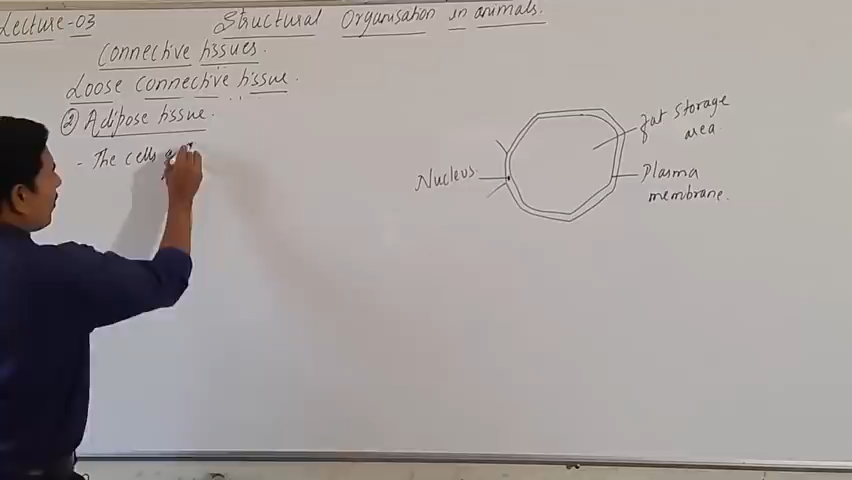 Lecture-03
Structural Organisation in animals.
Connective tissues.
Loose connective tissue.
② Adipose tissue.
- The cells
fat storage
area.
Nucleus.
Plasma
membrane.